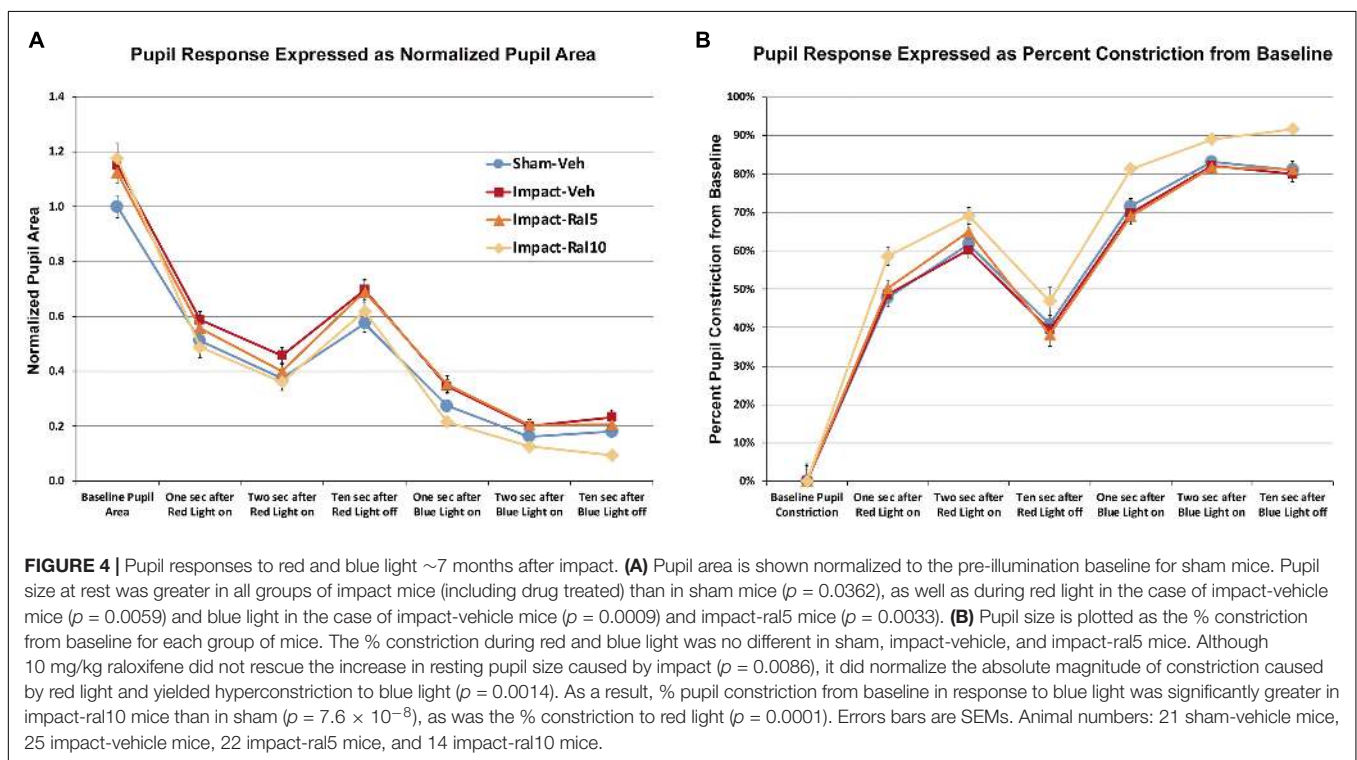 A
Pupil Response Expressed as Normalized Pupil Area
1.4
1.2
1.0
0.8
0.6
0.4
0.2
0.0
Normalized Pupil Area
Sham-Veh
Impact-Veh
Impact-Ral5
Impact-Ral10
Baseline Pupil
Area
One sec after
Red Light on
Two sec after
Red Light on
Ten sec after
Red Light off
One sec after
Blue Light on
Two sec after
Blue Light on
Ten sec after
Blue Light off
B
Pupil Response Expressed as Percent Constriction from Baseline
100%
90%
80%
70%
60%
50%
40%
30%
20%
10%
0%
Percent Pupil Constriction from Baseline
Baseline Pupil
Constriction
One sec after
Red Light on
Two sec after
Red Light on
Ten sec after
Red Light off
One sec after
Blue Light on
Two sec after
Blue Light on
Ten sec after
Blue Light off
FIGURE 4 | Pupil responses to red and blue light ~7 months after impact. (A) Pupil area is shown normalized to the pre-illumination baseline for sham mice. Pupil
size at rest was greater in all groups of impact mice (including drug treated) than in sham mice (p = 0.0362), as well as during red light in the case of impact-vehicle
mice (p = 0.0059) and blue light in the case of impact-vehicle mice (p = 0.0009) and impact-ral5 mice (p = 0.0033). (B) Pupil size is plotted as the % constriction
from baseline for each group of mice. The % constriction during red and blue light was no different in sham, impact-vehicle, and impact-ral5 mice. Although
10 mg/kg raloxifene did not rescue the increase in resting pupil size caused by impact (p = 0.0086), it did normalize the absolute magnitude of constriction caused
by red light and yielded hyperconstriction to blue light (p = 0.0014). As a result, % pupil constriction from baseline in response to blue light was significantly greater in
impact-ral10 mice than in sham (p = 7.6 × 10⁻⁸), as was the % constriction to red light (p = 0.0001). Errors bars are SEMs. Animal numbers: 21 sham-vehicle mice,
25 impact-vehicle mice, 22 impact-ral5 mice, and 14 impact-ral10 mice.